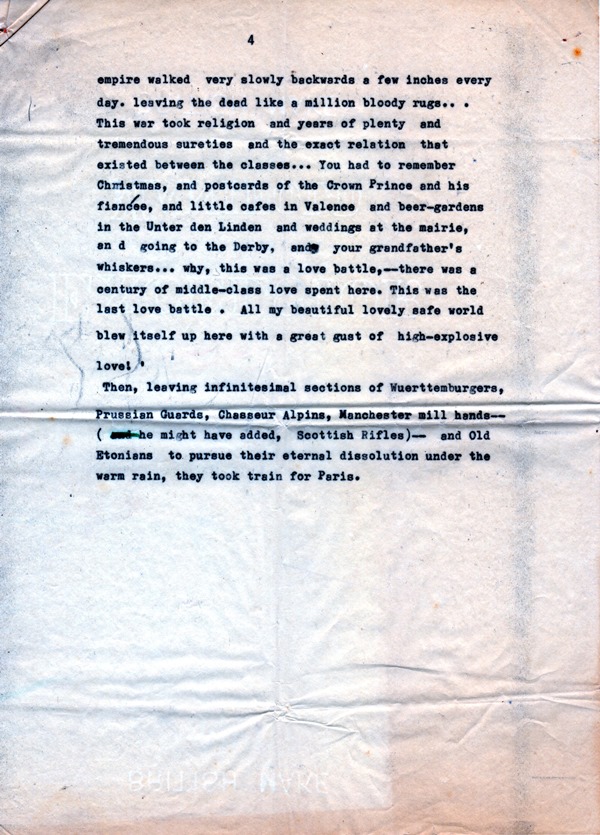 4
empire walked very slowly backwards a few inches every
day. leaving the dead like a million bloody rugs.. .
This war took religion and years of plenty and
tremendous sureties and the exact relation that
existed between the classes... You had to remember
Christmas, and postcards of the Crown Prince and his
fiancée, and little cafes in Valence and beer-gardens
in the Unter den Linden and weddings at the mairie,
an d going to the Derby, and your grandfather's
whiskers... why, this was a love battle,--there was a
century of middle-class love spent here. This was the
last love battle . All my beautiful lovely safe world
blew itself up here with a great gust of high-explosive
love! '
Then, leaving infinitesimal sections of Wuerttemburgers,
Prussian Guards, Chasseur Alpins, Manchester mill hands--
( he might have added, Scottish Rifles)-- and Old
Etonians to pursue their eternal dissolution under the
warm rain, they took train for Paris.
BRITISH MAKE